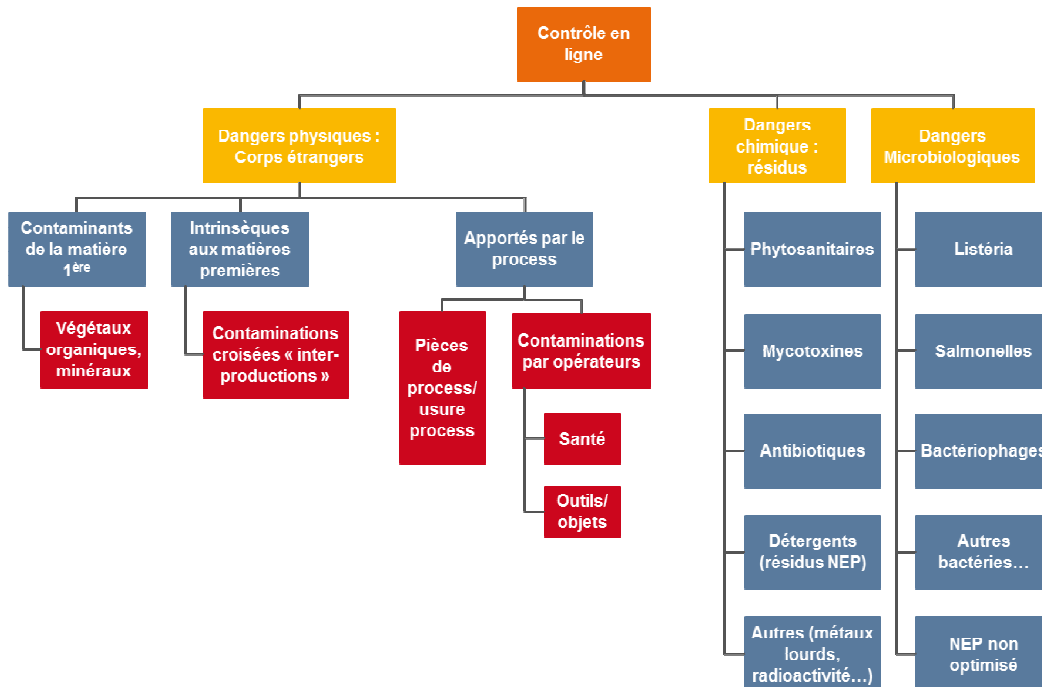 Contrôle en
ligne
Dangers physiques :
Corps étrangers
Dangers
chimique :
résidus
Dangers
Microbiologiques
Contaminants
de la matière
1ère
Intrinsèques
aux matières
premières
Apportés par le
process
Végétaux
organiques,
minéraux
Contaminations
croisées « inter-
productions »
Pièces
de
process/
usure
process
Contaminations
par opérateurs
Santé
Outils/
objets
Phytosanitaires
Mycotoxines
Antibiotiques
Détergents
(résidus NEP)
Autres (métaux
lourds,
radioactivité…)
Listéria
Salmonelles
Bactériophages
Autres
bactéries…
NEP non
optimisé